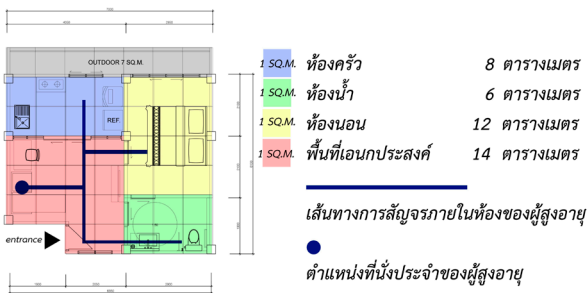 7000
4000
3000
OUTDOOR 7 SQ.M.
REF.
entrance
1 SQ.M. ห้องครัว 8 ตารางเมตร
1 SQ.M. ห้องน้ำ 6 ตารางเมตร
1 SQ.M. ห้องนอน 12 ตารางเมตร
1 SQ.M. พื้นที่เอนกประสงค์ 14 ตารางเมตร
เส้นทางการสัญจรภายในห้องของผู้สูงอายุ
ตำแหน่งที่นั่งประจำของผู้สูงอายุ